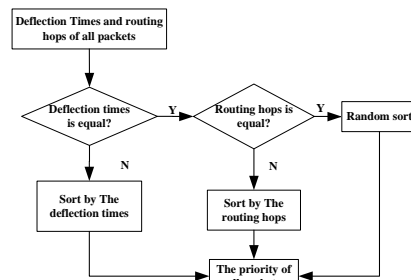 Deflection Times and routing
hops of all packets
Deflection times
is equal?
Y
Routing hops is
equal?
Y
Random sort
N
N
Sort by The
deflection times
Sort by The
routing hops
The priority of